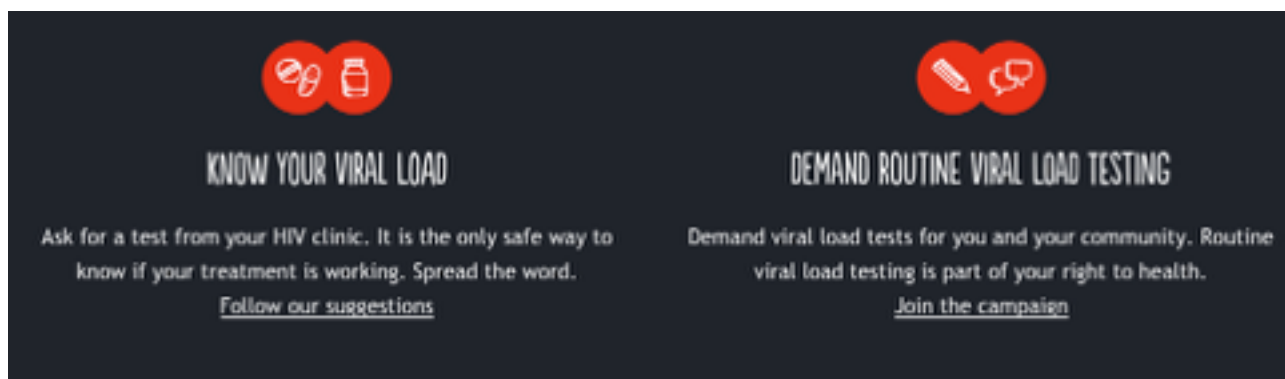 KNOW YOUR VIRAL LOAD
Ask for a test from your HIV clinic. It is the only safe way to
know if your treatment is working. Spread the word.
Follow our suggestions
DEMAND ROUTINE VIRAL LOAD TESTING
Demand viral load tests for you and your community. Routine
viral load testing is part of your right to health.
Join the campaign